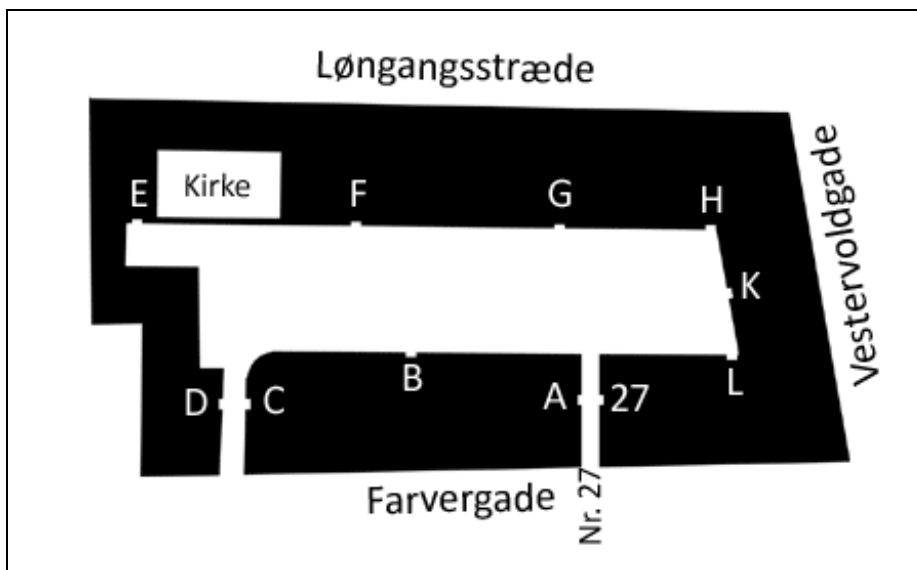 Løngangsstræde
Kirke
E
F
G
H
K
Vestervoldgade
D
C
B
A
27
L
Farvergade
Nr. 27